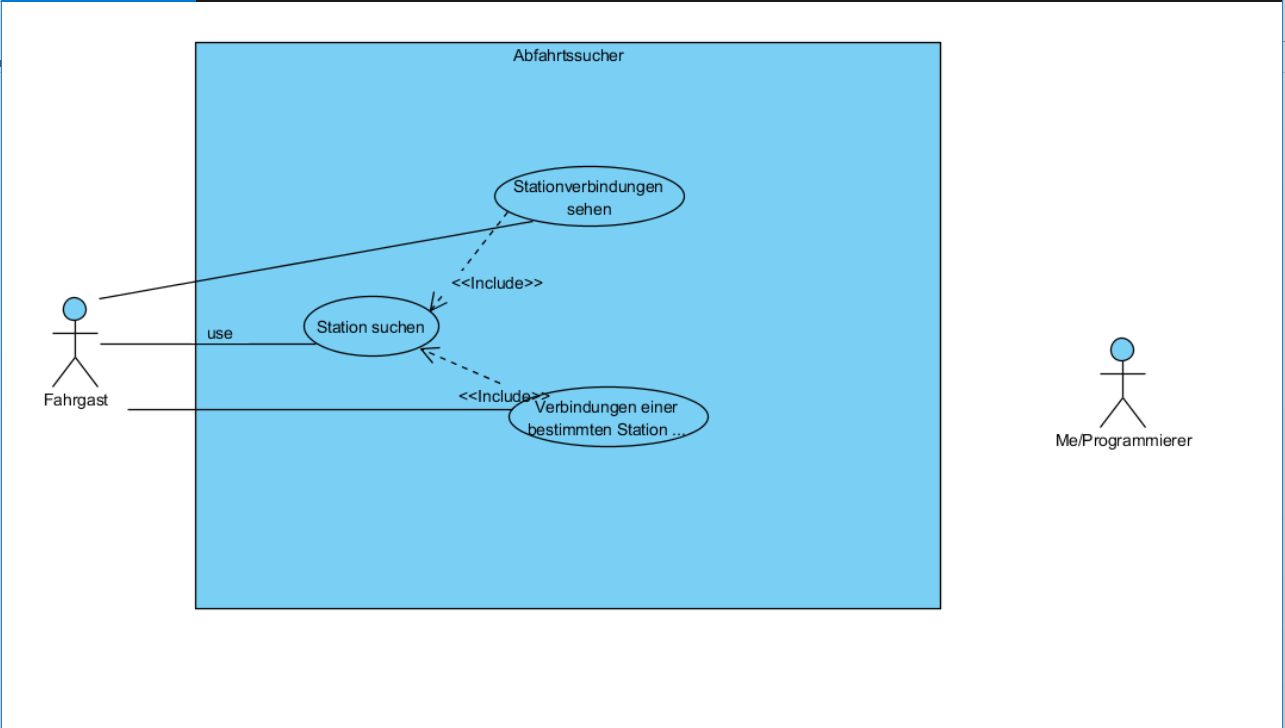 Abfahrtssucher
Stationverbindungen
sehen
<<Include>>
Station suchen
use
Fahrgast
<<Include>>
Verbindungen einer
bestimmten Station ...
Me/Programmierer